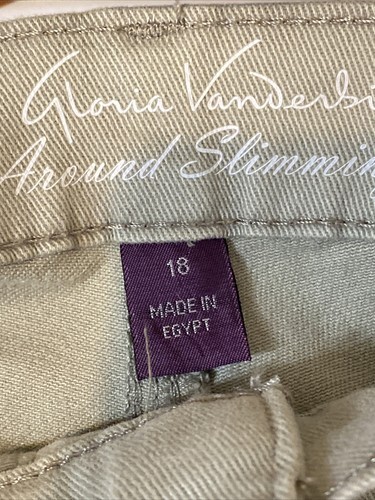 Gloria Vanderbi
Around Slimmin
18
MADE IN
EGYPT